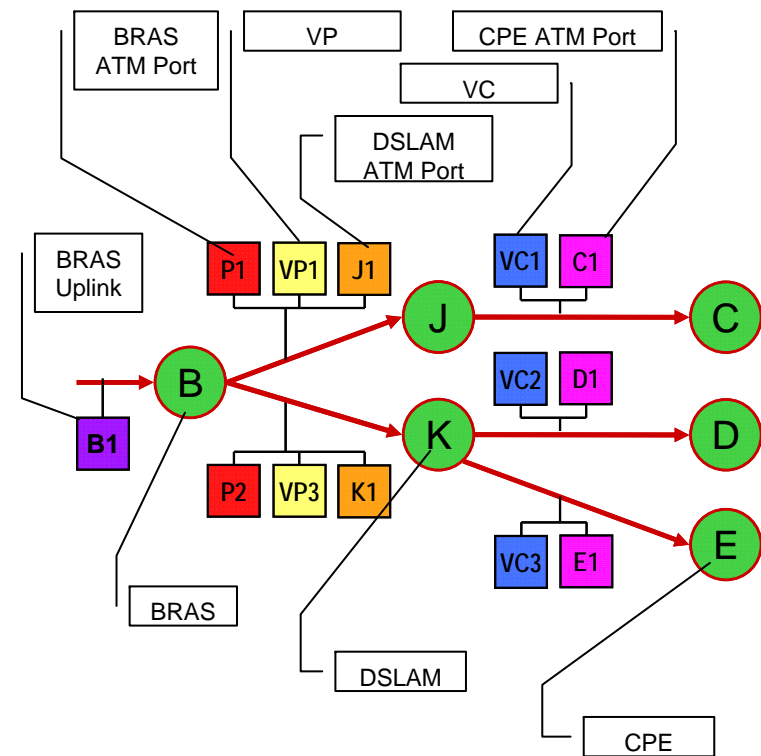 BRAS
ATM Port
VP
CPE ATM Port
VC
DSLAM
ATM Port
BRAS
Uplink
P1
VP1
J1
VC1
C1
J
C
B
VC2
D1
B1
K
D
P2
VP3
K1
VC3
E1
E
BRAS
DSLAM
CPE